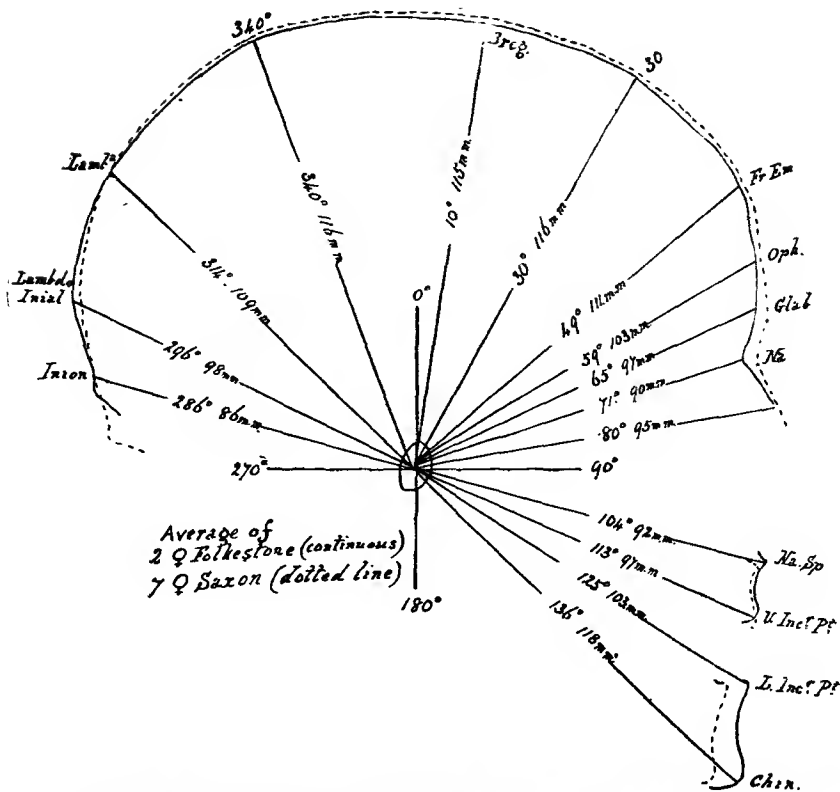 340°
Breg.
30
Lambda
Fr Em
340° 116mm
10° 115mm
30° 116mm
Lambdo
Inial
314° 109mm
0°
49° 111mm
Oph.
59° 103mm
Glab
65° 97mm
Na
296° 98mm
71° 90mm
Inion
286° 86mm
80° 95mm
270°
90°
Average of
2 ♀ Folkestone (continuous)
7 ♀ Saxon (dotted line)
180°
104° 92mm
Na. Sp
113° 97mm
U. Incr Pt
125° 103mm
136° 118mm
L. Incr Pt
Chin.